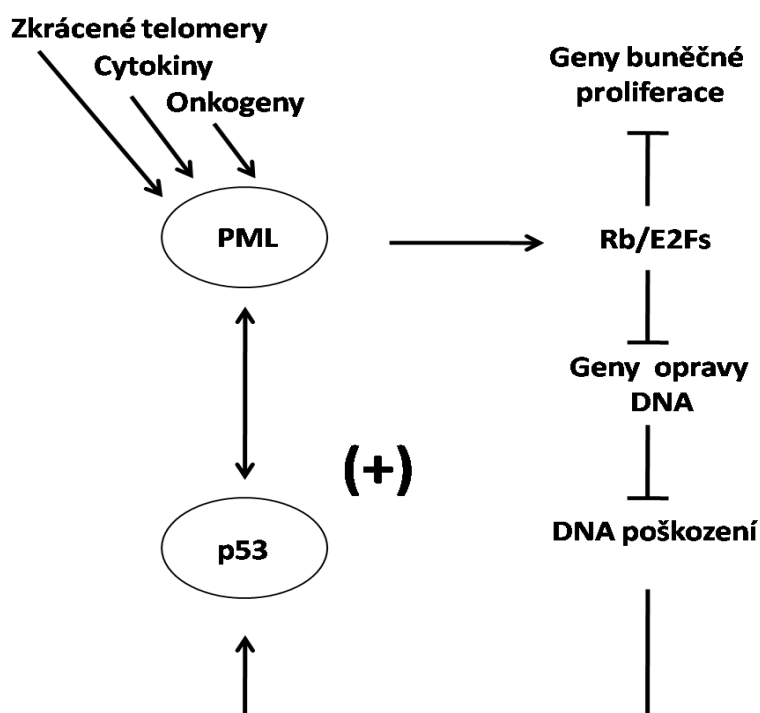 Zkrácené telomery
Cytokiny
Onkogeny
PML
Geny buněčné
proliferace
Rb/E2Fs
Geny opravy
DNA
(+)
p53
DNA poškození